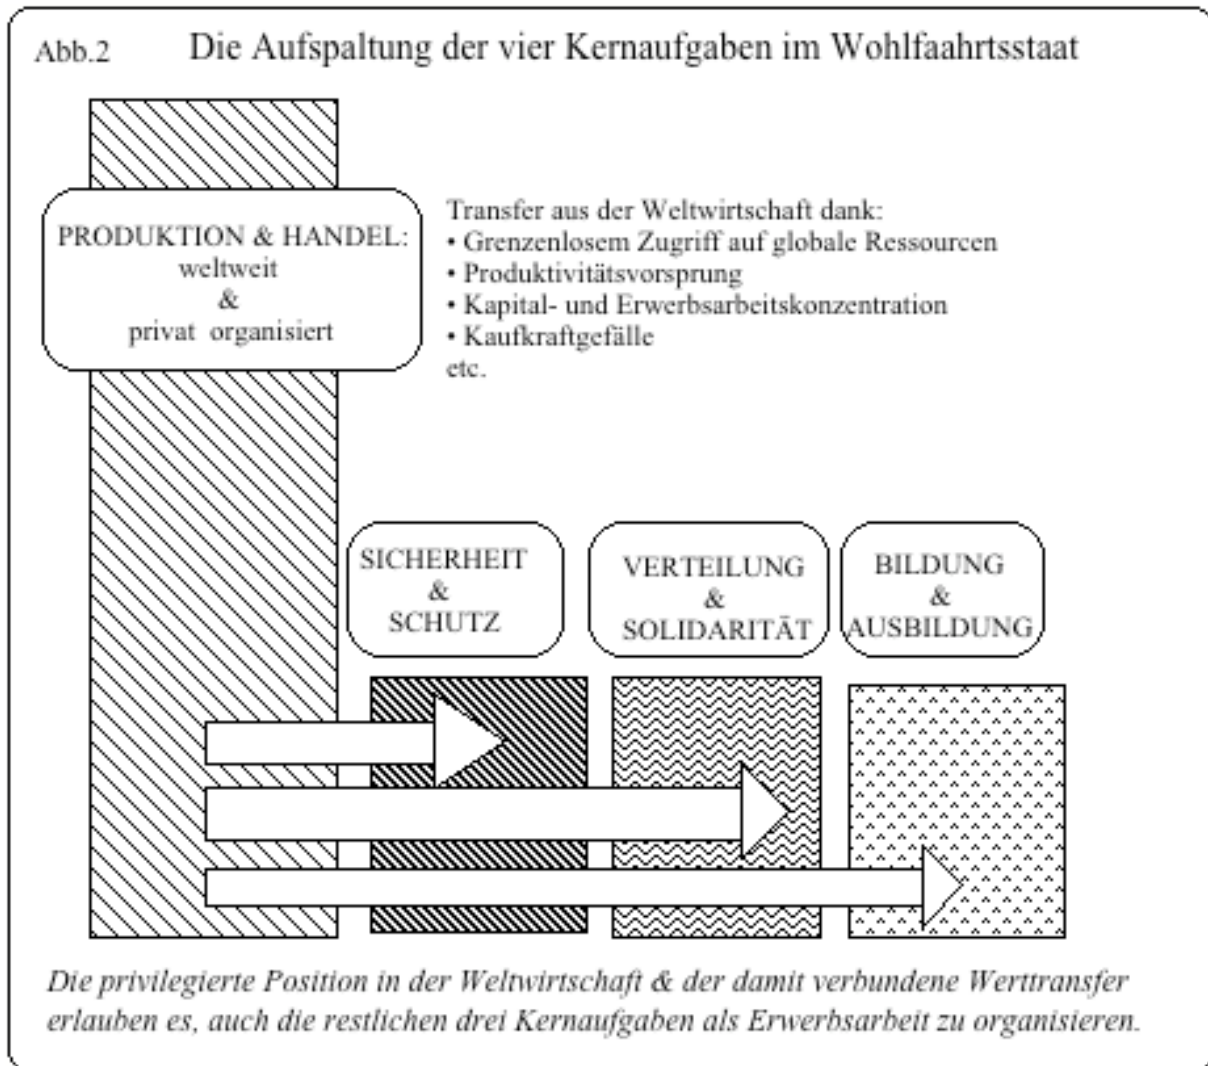 Abb.2
Die Aufspaltung der vier Kernaufgaben im Wohlfaahrtsstaat
PRODUKTION & HANDEL:
weltweit
&
privat organisiert
Transfer aus der Weltwirtschaft dank:
• Grenzenlosem Zugriff auf globale Ressourcen
• Produktivitätsvorsprung
• Kapital- und Erwerbsarbeitskonzentration
• Kaufkraftgefälle
etc.
SICHERHEIT
&
SCHUTZ
VERTEILUNG
&
SOLIDARITÄT
BILDUNG
&
AUSBILDUNG
Die privilegierte Position in der Weltwirtschaft & der damit verbundene Werttransfer
erlauben es, auch die restlichen drei Kernaufgaben als Erwerbsarbeit zu organisieren.